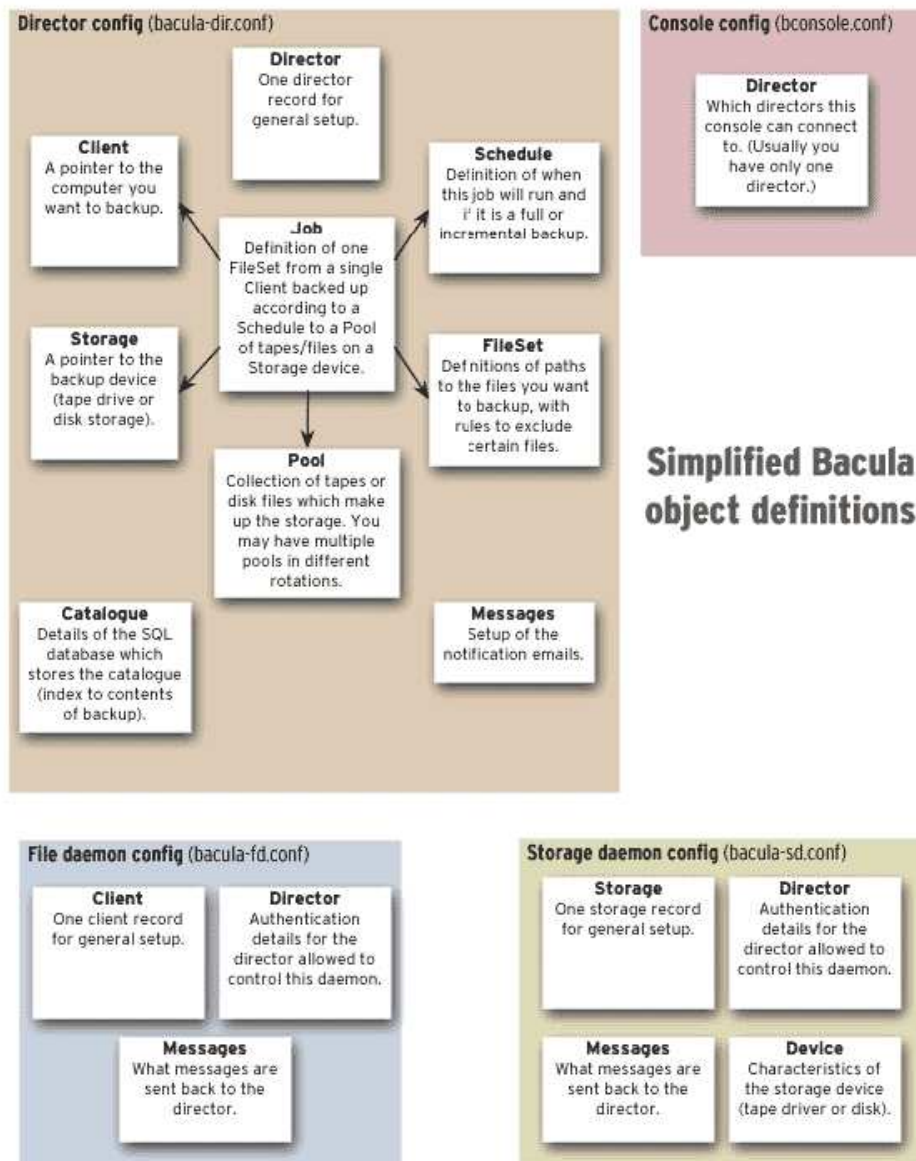 Director config (bacula-dir.conf)
Director
One director
record for
general setup.
Client
A pointer to the
computer you
want to backup.
Schedule
Definition of when
this job will run and
if it is a full or
incremental backup.
Job
Definition of one
FileSet from a single
Client backed up
according to a
Schedule to a Pool
of tapes/files on a
Storage device.
Storage
A pointer to the
backup device
(tape drive or
disk storage).
FileSet
Definitions of paths
to the files you want
to backup, with
rules to exclude
certain files.
Pool
Collection of tapes or
disk files which make
up the storage. You
may have multiple
pools in different
rotations.
Catalogue
Details of the SQL
database which
stores the catalogue
(index to contents
of backup).
Messages
Setup of the
notification emails.
Console config (bconsole.conf)
Director
Which directors this
console can connect
to. (Usually you
have only one
director.)
Simplified Bacula
object definitions
File daemon config (bacula-fd.conf)
Client
One client record
for general setup.
Director
Authentication
details for the
director allowed to
control this daemon.
Messages
What messages are
sent back to the
director.
Storage daemon config (bacula-sd.conf)
Storage
One storage record
for general setup.
Director
Authentication
details for the
director allowed to
control this daemon.
Messages
What messages are
sent back to the
director.
Device
Characteristics of
the storage device
(tape driver or disk).